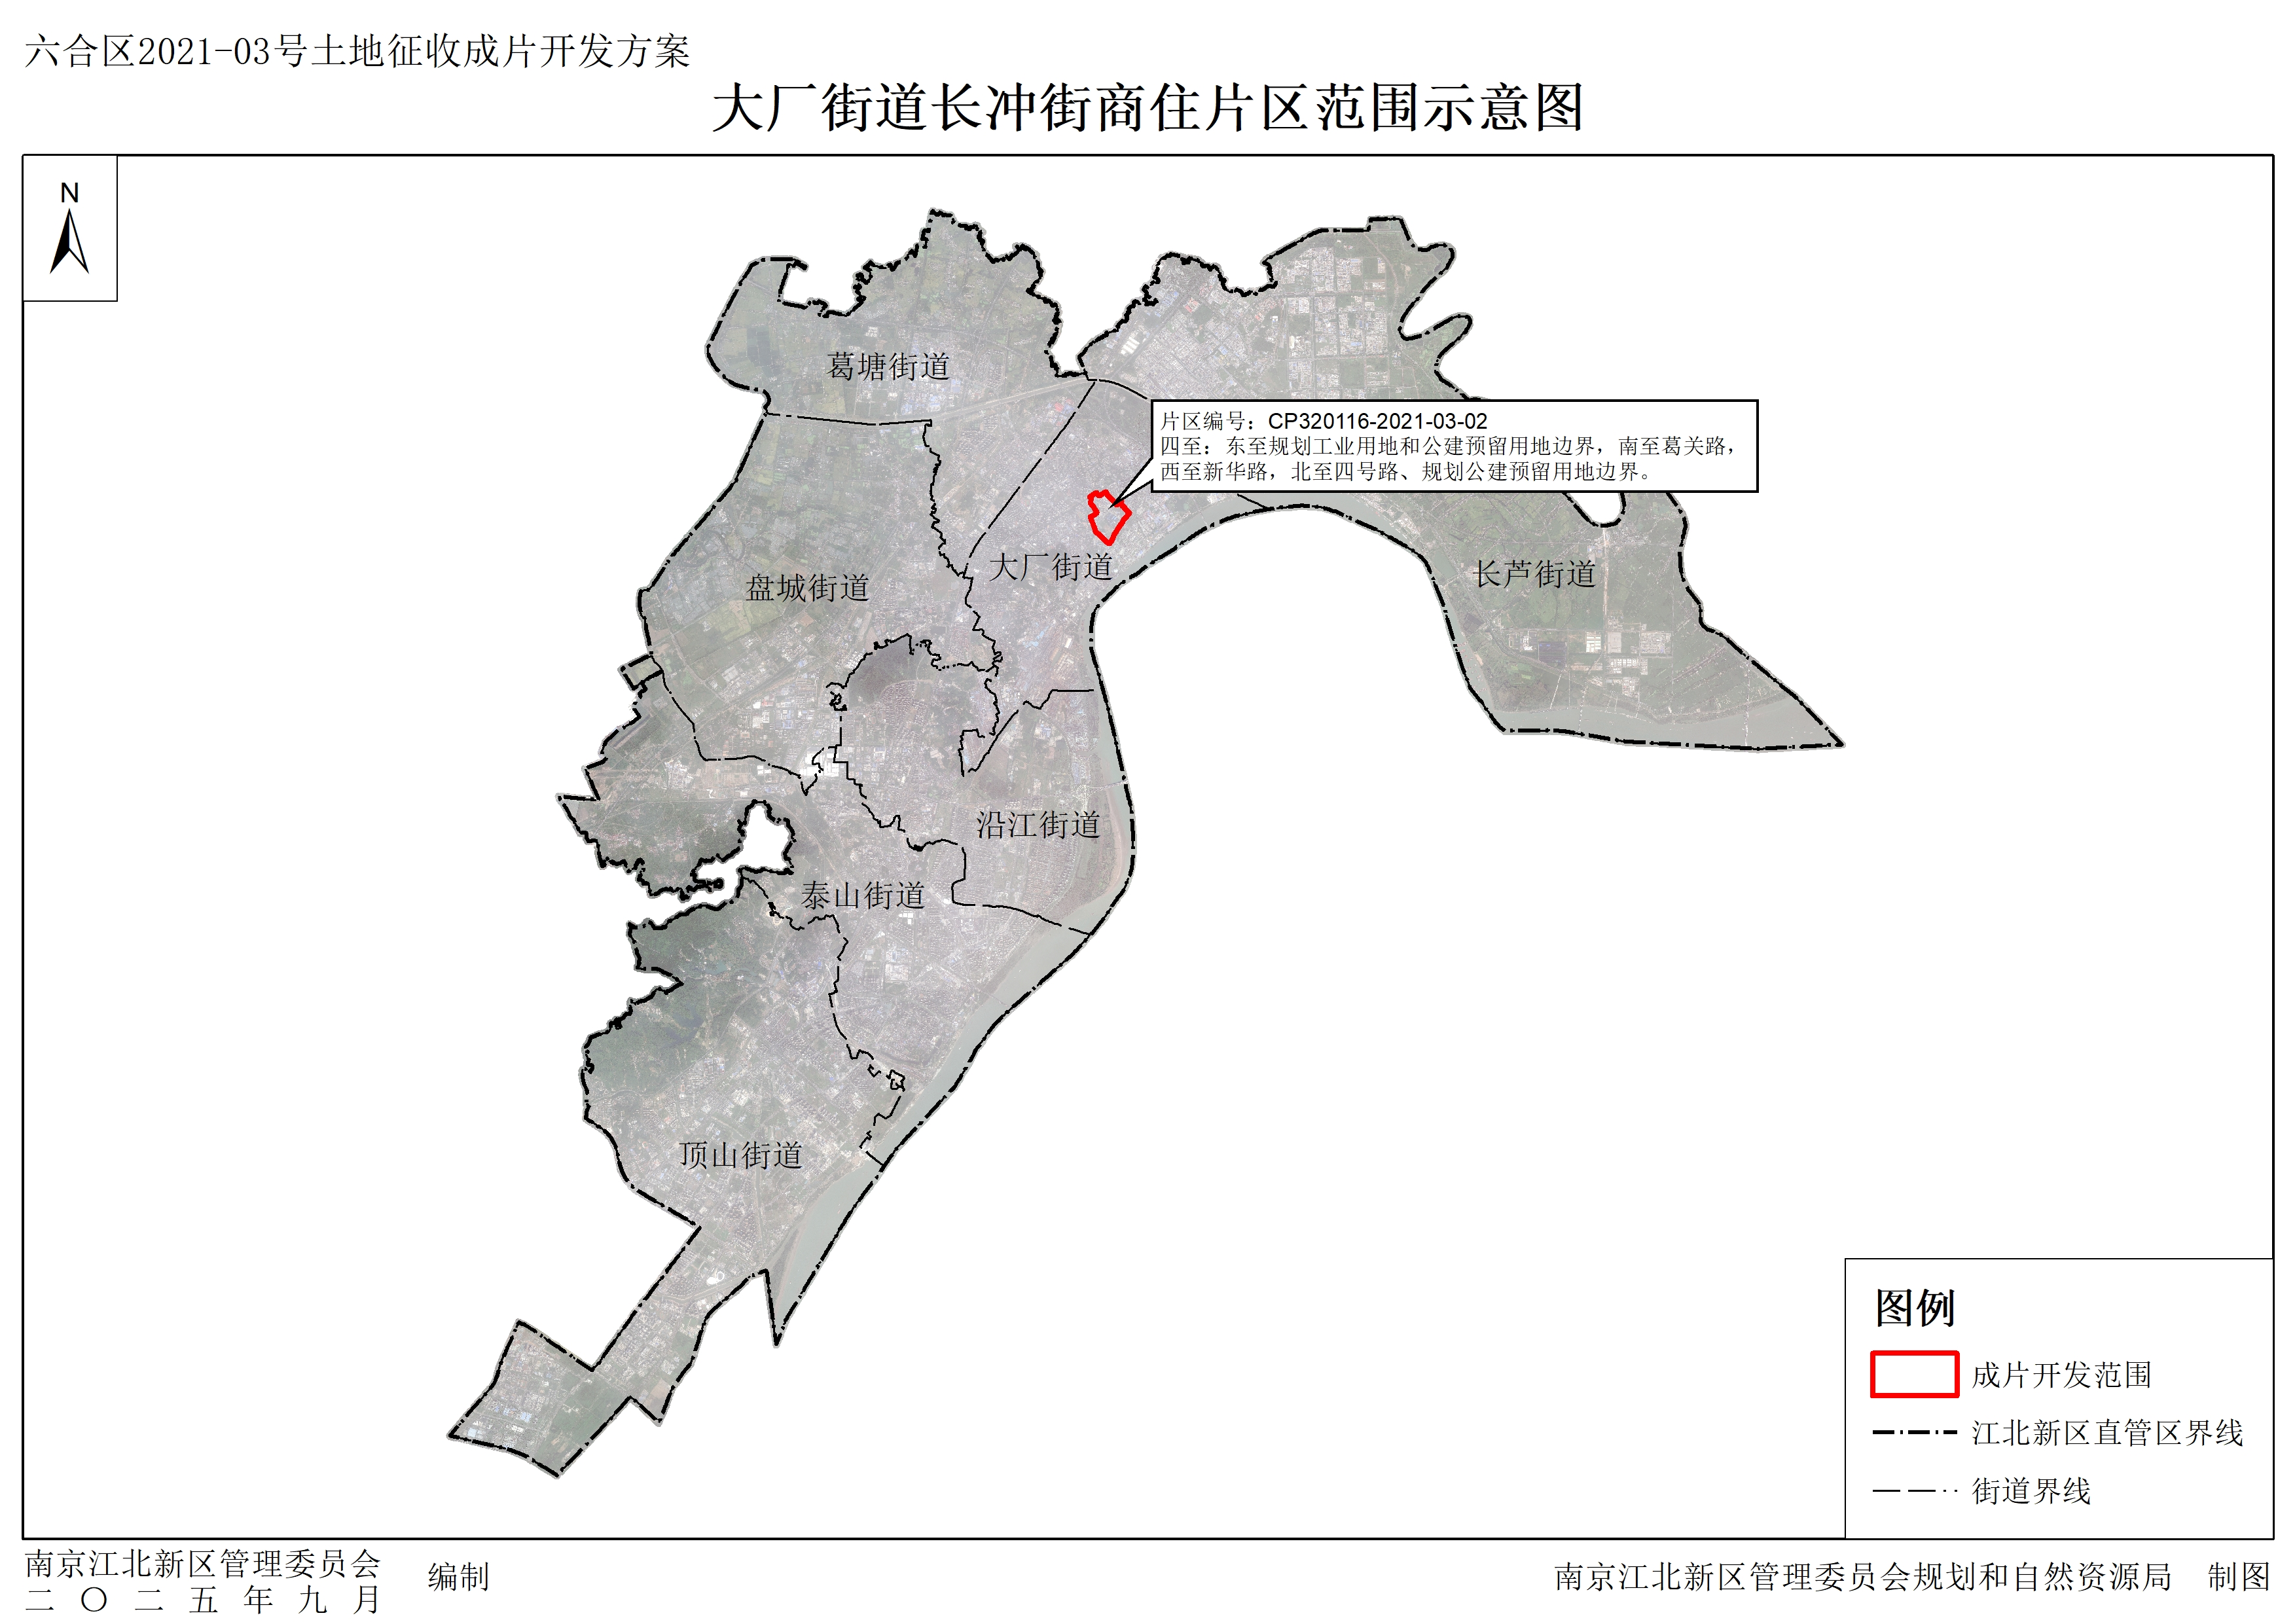 六合区2021-03号土地征收成片开发方案
大厂街道长冲街商住片区范围示意图
N
葛塘街道
片区编号：CP320116-2021-03-02
四至：东至规划工业用地和公建预留用地边界，南至葛关路，
西至新华路，北至四号路、规划公建预留用地边界。
大厂街道
长芦街道
盘城街道
沿江街道
泰山街道
顶山街道
图例
成片开发范围
江北新区直管区界线
街道界线
南京江北新区管理委员会
二〇二五年九月
编制
南京江北新区管理委员会规划和自然资源局 制图